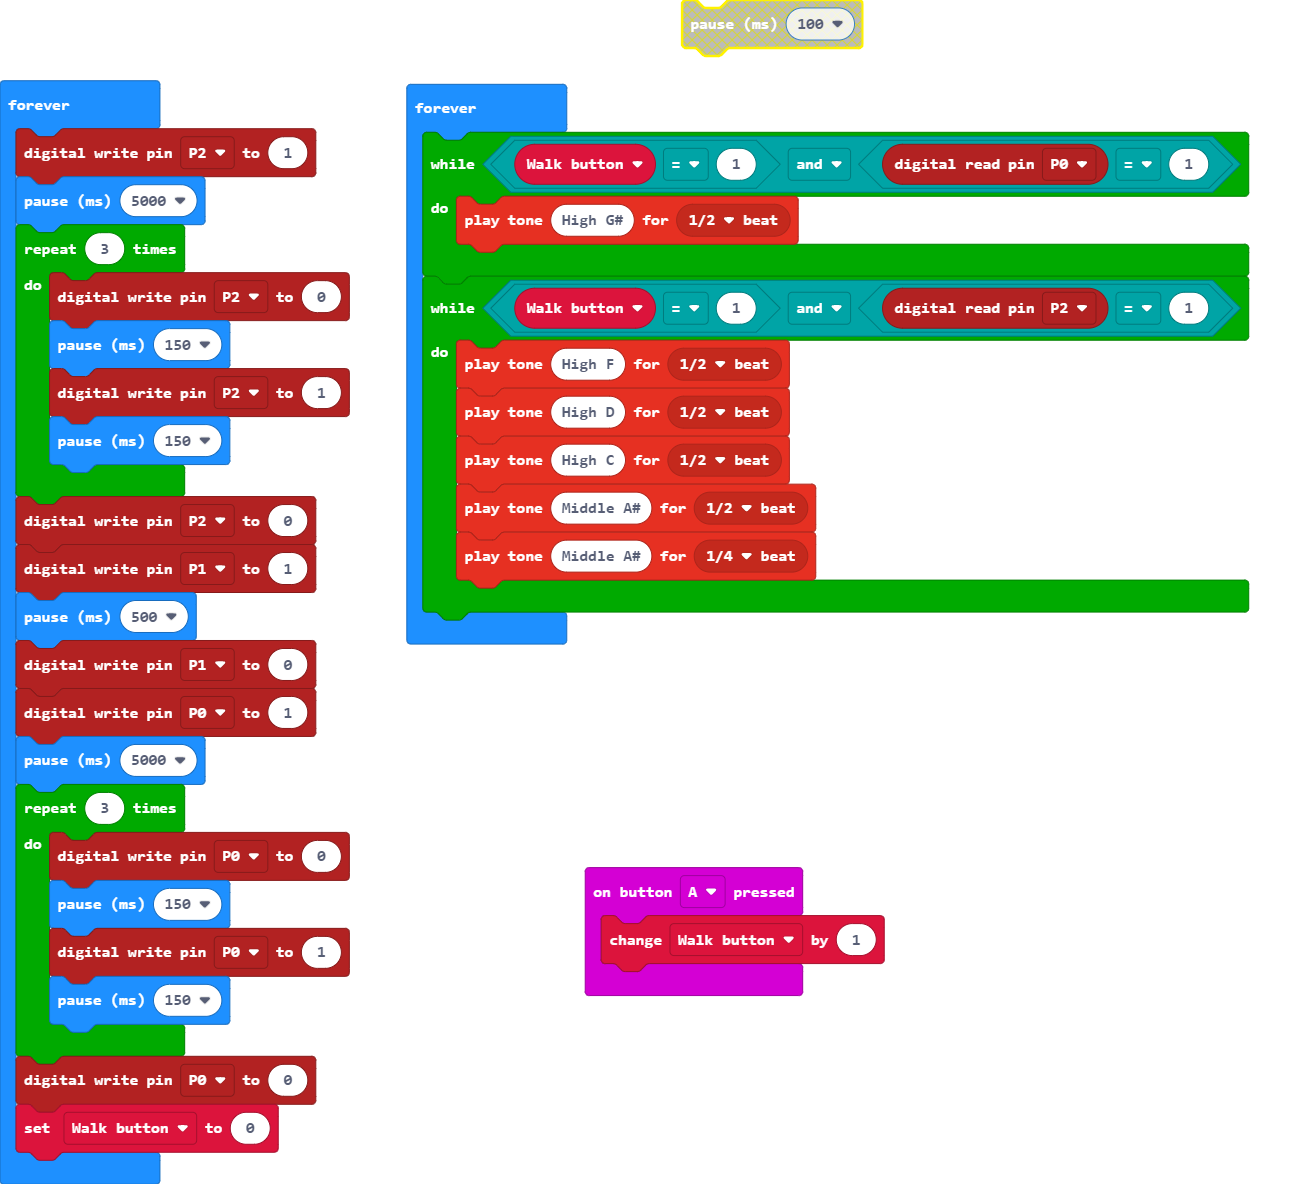 pause (ms) 100
forever
digital write pin P2 to 1
pause (ms) 5000
repeat 3 times
do
digital write pin P2 to 0
pause (ms) 150
digital write pin P2 to 1
pause (ms) 150
digital write pin P2 to 0
digital write pin P1 to 1
pause (ms) 500
digital write pin P1 to 0
digital write pin P0 to 1
pause (ms) 5000
repeat 3 times
do
digital write pin P0 to 0
pause (ms) 150
digital write pin P0 to 1
pause (ms) 150
digital write pin P0 to 0
set Walk button to 0
forever
while Walk button = 1 and digital read pin P0 = 1
do
play tone High G# for 1/2 beat
while Walk button = 1 and digital read pin P2 = 1
do
play tone High F for 1/2 beat
play tone High D for 1/2 beat
play tone High C for 1/2 beat
play tone Middle A# for 1/2 beat
play tone Middle A# for 1/4 beat
on button A pressed
change Walk button by 1